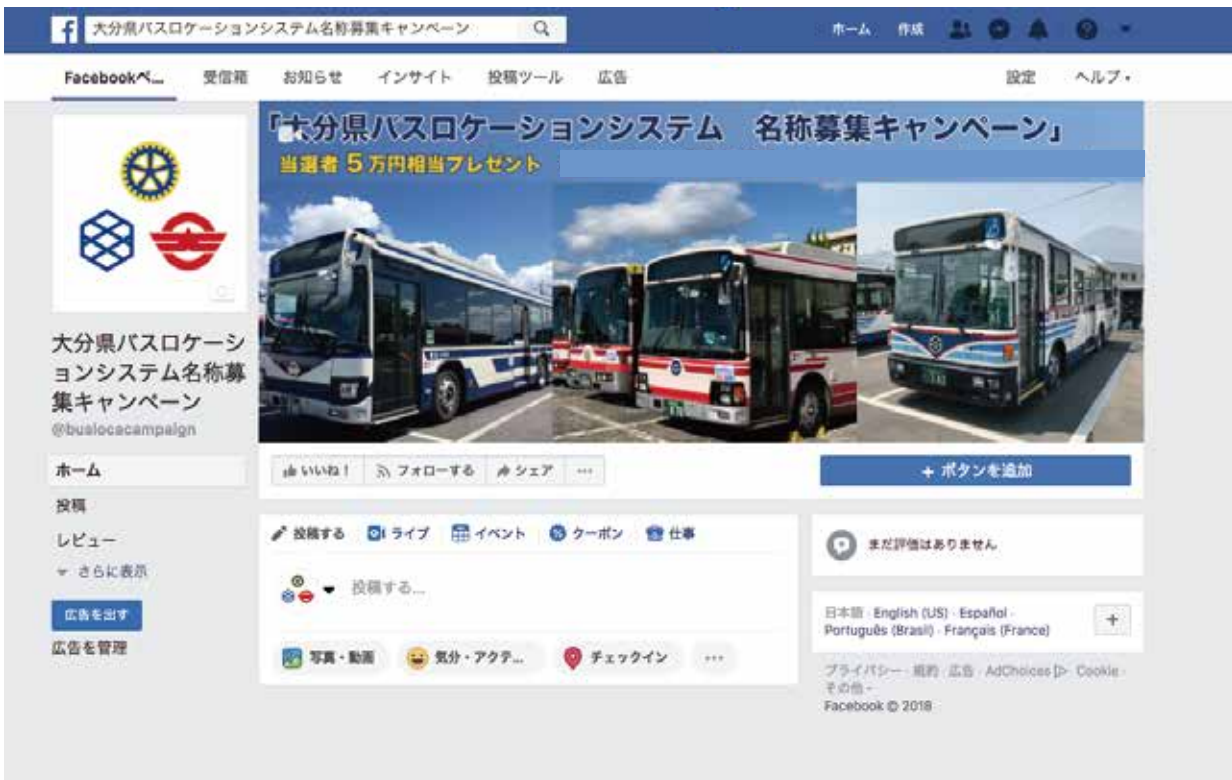 大分県バスロケーションシステム名称募集キャンペーン
ホーム 作成
Facebookペ... 受信箱 お知らせ インサイト 投稿ツール 広告 設定 ヘルプ
「大分県バスロケーションシステム 名称募集キャンペーン」
当選者 5万円相当プレゼント
大分県バスロケーシ
ョンシステム名称募
集キャンペーン
@buslocacampaign
ホーム
投稿
レビュー
さらに表示
広告を出す
広告を管理
いいね! フォローする シェア ...
+ ボタンを追加
投稿する ライブ イベント クーポン 仕事
投稿する...
写真・動画 気分・アクテ... チェックイン ...
まだ評価はありません
日本語 · English (US) · Español ·
Português (Brasil) · Français (France)
+
プライバシー · 規約 · 広告 · AdChoices · Cookie ·
その他
Facebook © 2018